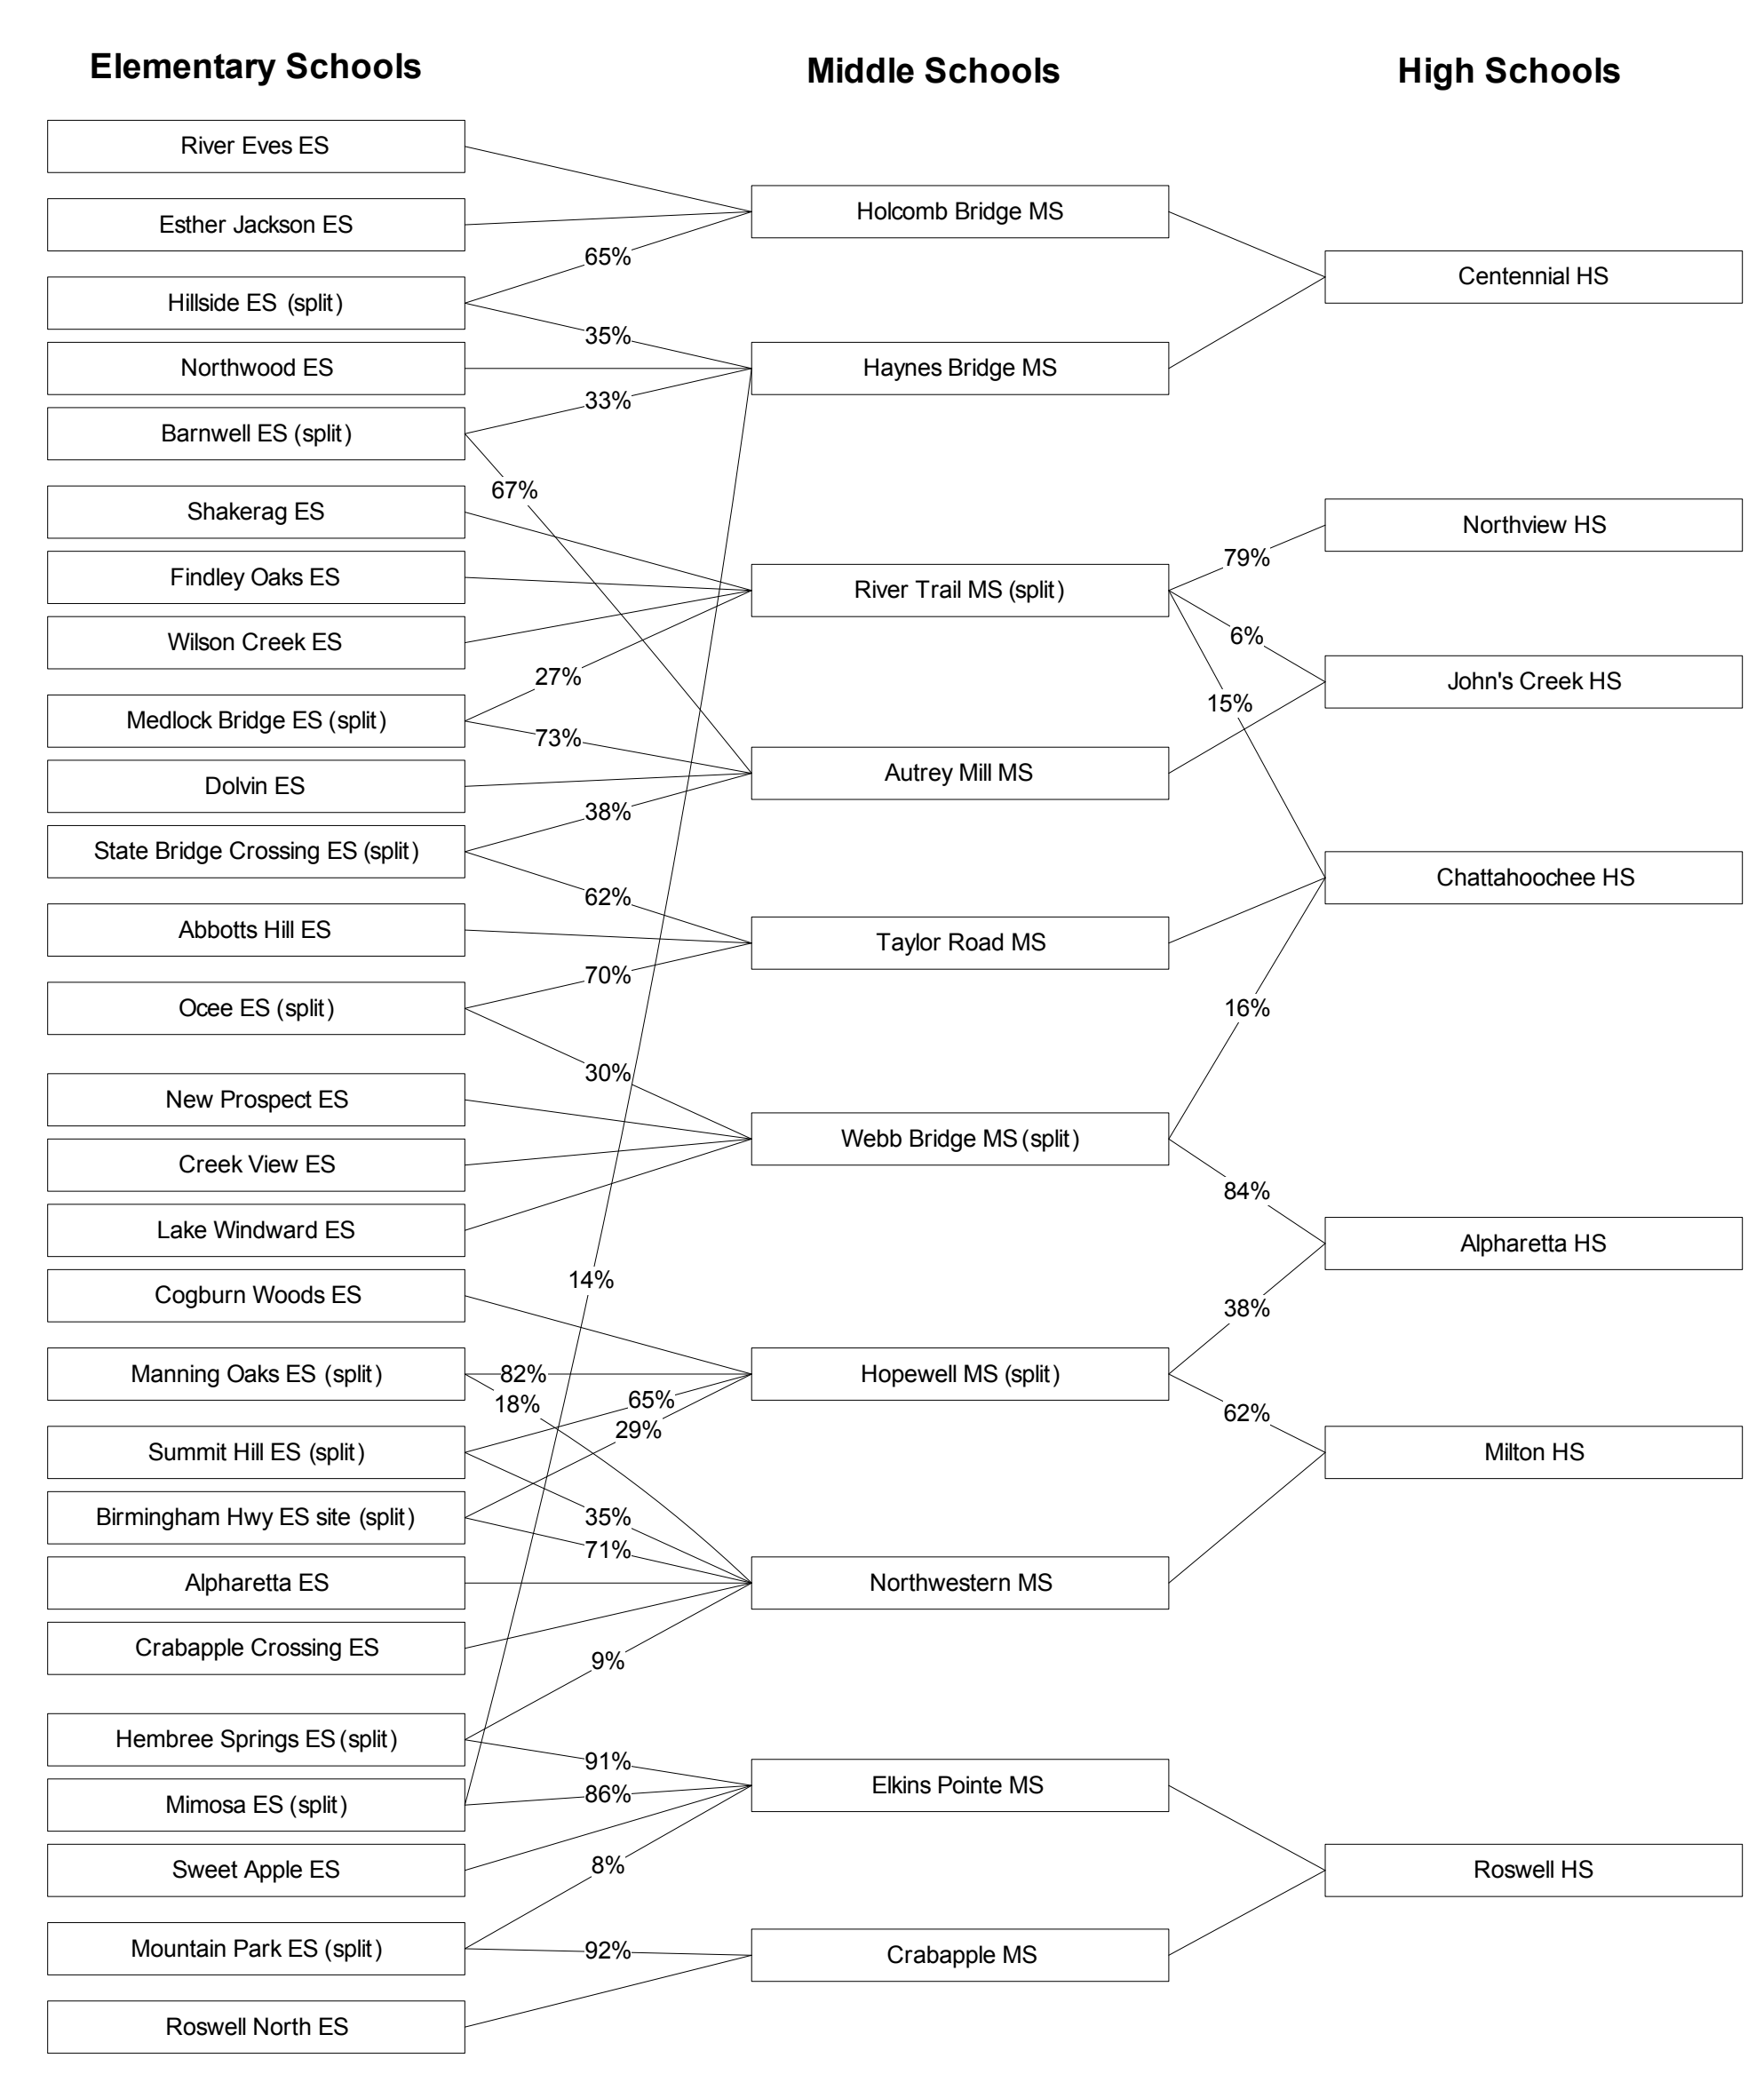 Elementary Schools
Middle Schools
High Schools
River Eves ES
Esther Jackson ES
Hillside ES (split)
Northwood ES
Barnwell ES (split)
Shakerag ES
Findley Oaks ES
Wilson Creek ES
Medlock Bridge ES (split)
Dolvin ES
State Bridge Crossing ES (split)
Abbotts Hill ES
Ocee ES (split)
New Prospect ES
Creek View ES
Lake Windward ES
Cogburn Woods ES
Manning Oaks ES (split)
Summit Hill ES (split)
Birmingham Hwy ES site (split)
Alpharetta ES
Crabapple Crossing ES
Hembree Springs ES (split)
Mimosa ES (split)
Sweet Apple ES
Mountain Park ES (split)
Roswell North ES
65%
35%
33%
67%
27%
73%
38%
62%
70%
30%
14%
82%
18%
65%
29%
35%
71%
9%
91%
86%
8%
92%
Holcomb Bridge MS
Haynes Bridge MS
River Trail MS (split)
Autrey Mill MS
Taylor Road MS
Webb Bridge MS (split)
Hopewell MS (split)
Northwestern MS
Elkins Pointe MS
Crabapple MS
79%
6%
15%
16%
84%
38%
62%
Centennial HS
Northview HS
John's Creek HS
Chattahoochee HS
Alpharetta HS
Milton HS
Roswell HS